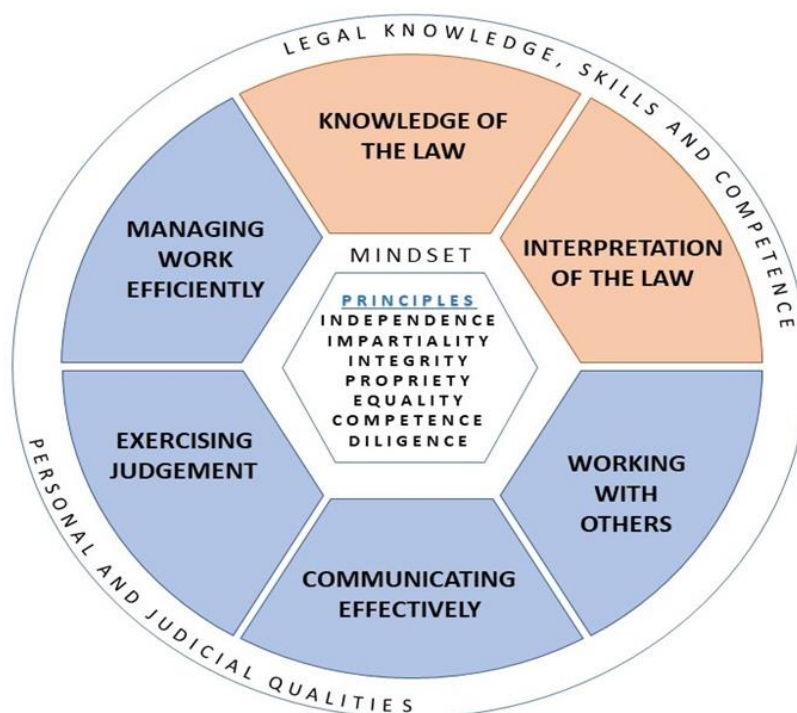 LEGAL KNOWLEDGE, SKILLS AND COMPETENCE
KNOWLEDGE OF
THE LAW
MANAGING
WORK
EFFICIENTLY
INTERPRETATION
OF THE LAW
MINDSET
PRINCIPLES
INDEPENDENCE
IMPARTIALITY
INTEGRITY
PROPRIETY
EQUALITY
COMPETENCE
DILIGENCE
EXERCISING
JUDGEMENT
WORKING
WITH
OTHERS
COMMUNICATING
EFFECTIVELY
PERSONAL AND JUDICIAL QUALITIES